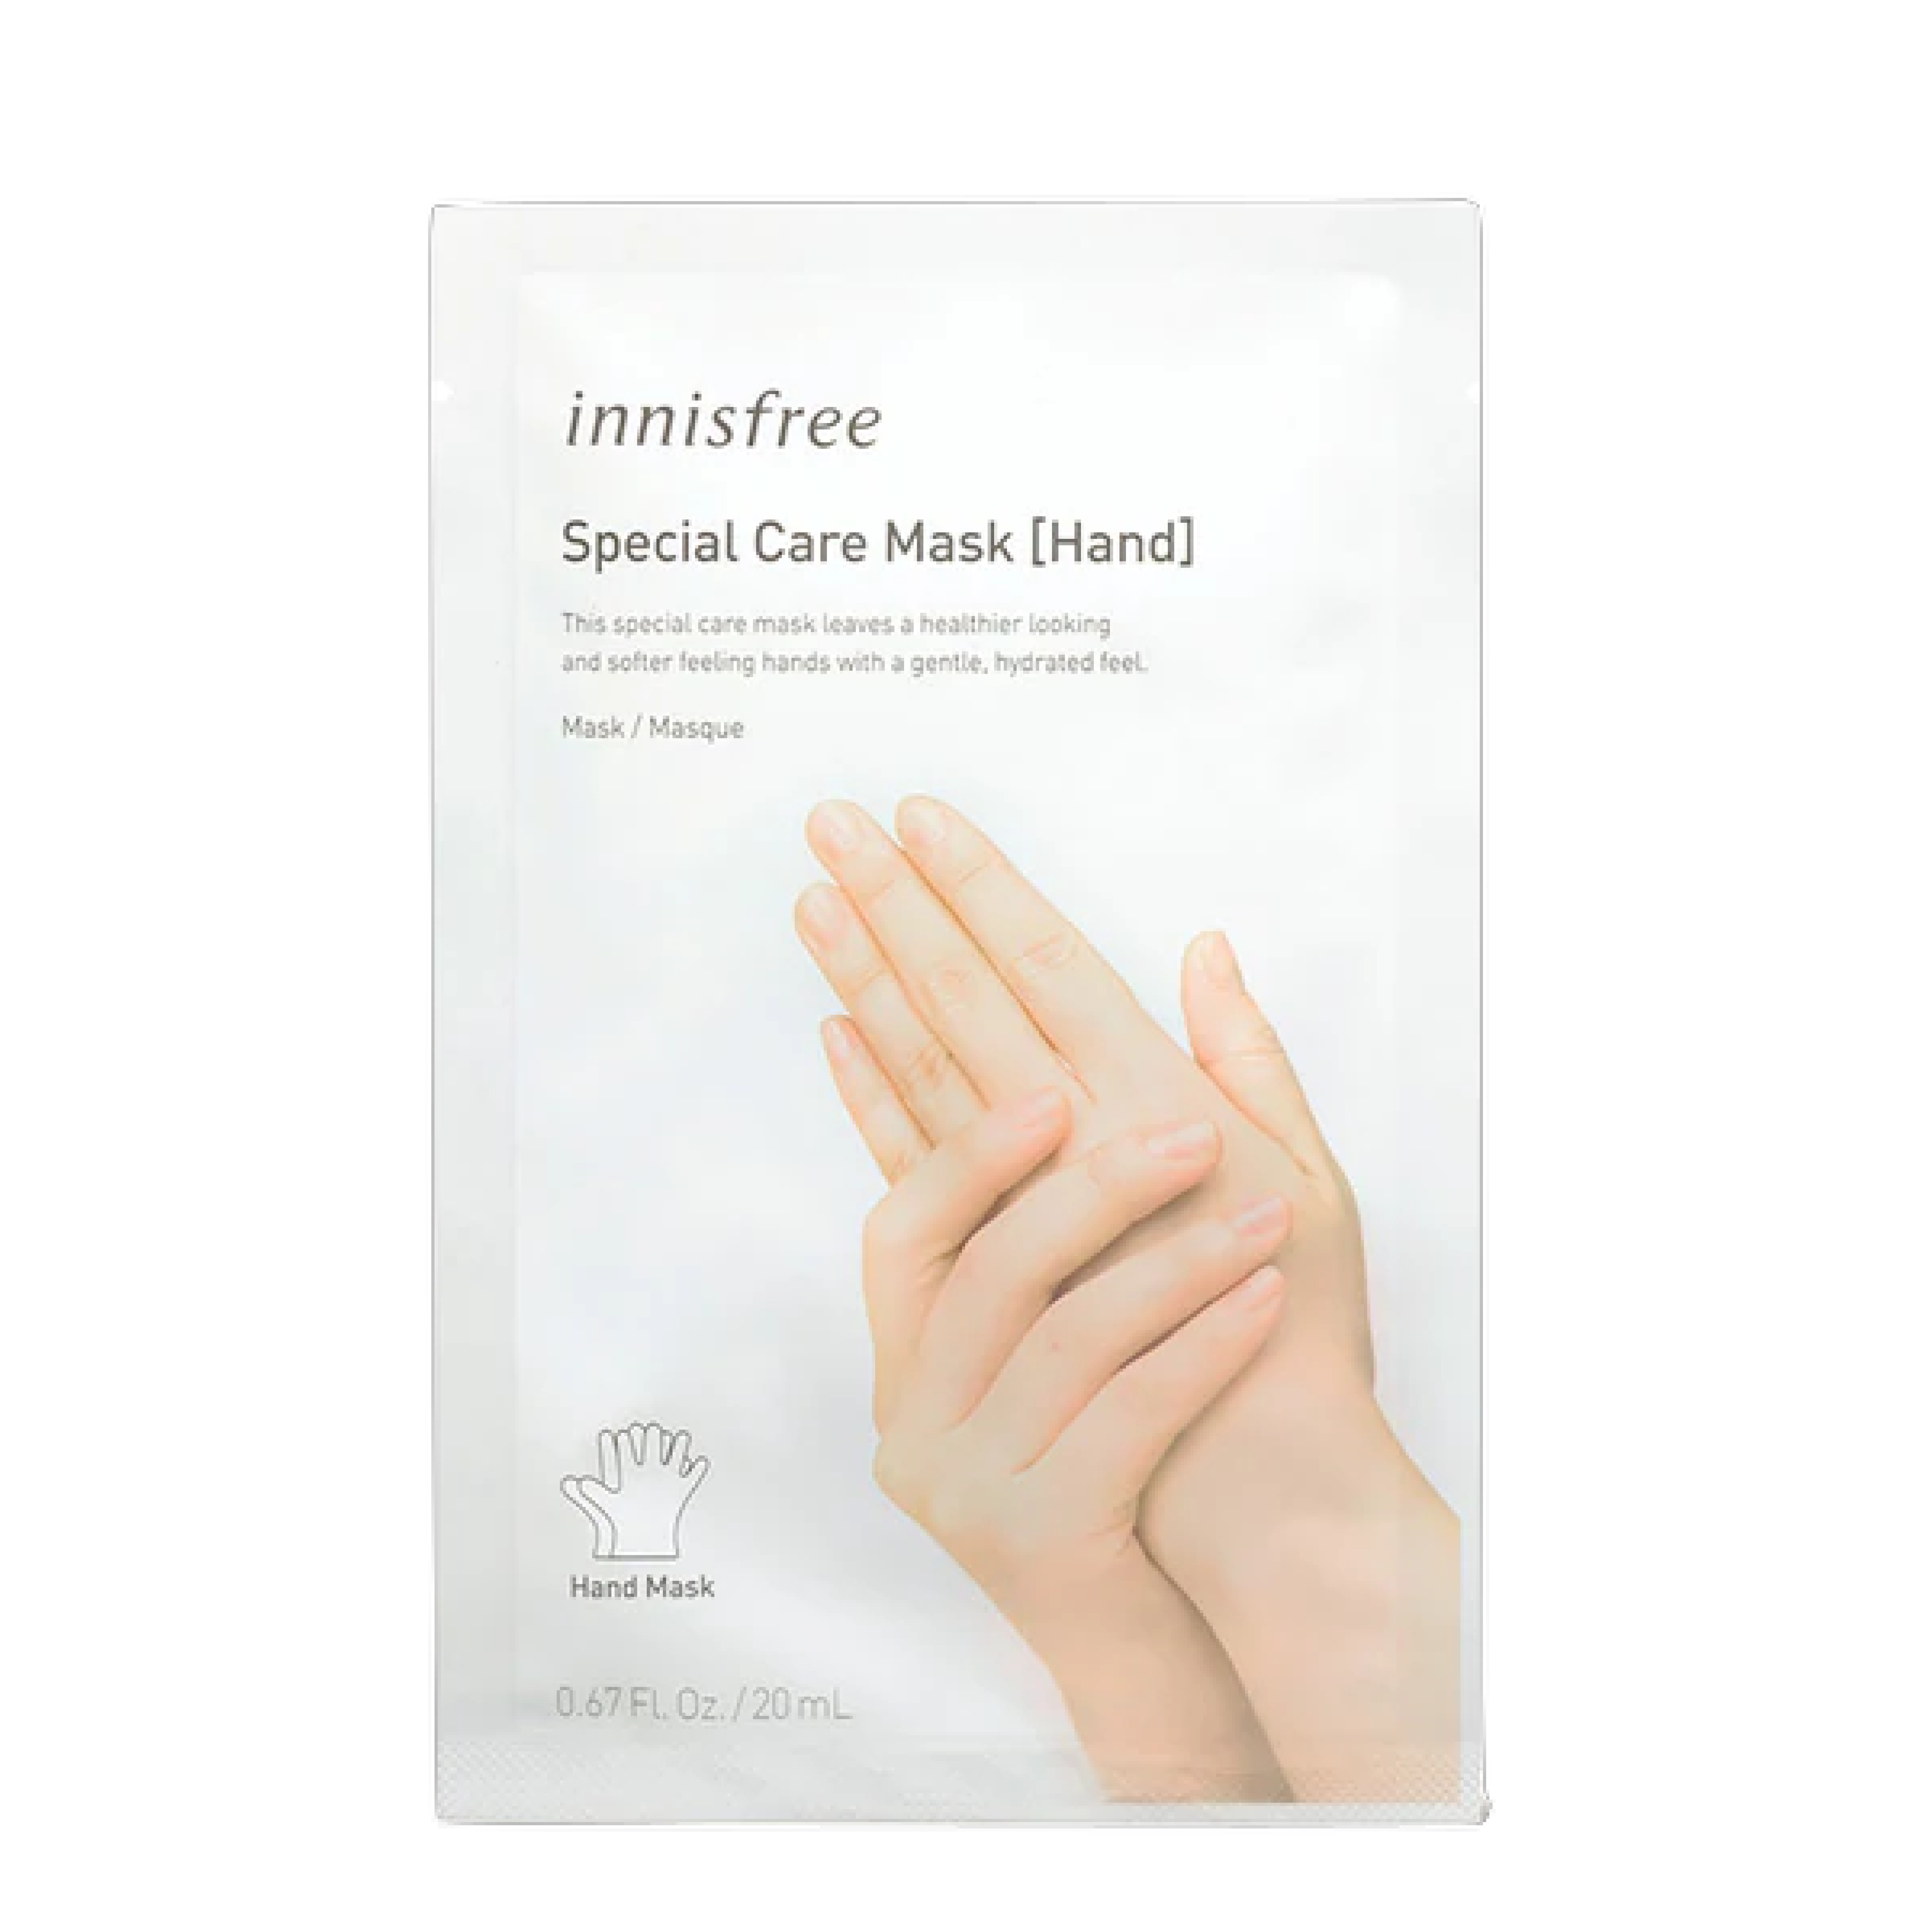 innisfree
Special Care Mask [Hand]
This special care mask leaves a healthier looking
and softer feeling hands with a gentle, hydrated feel.
Mask / Masque
Hand Mask
0.67 Fl. Oz. / 20 mL